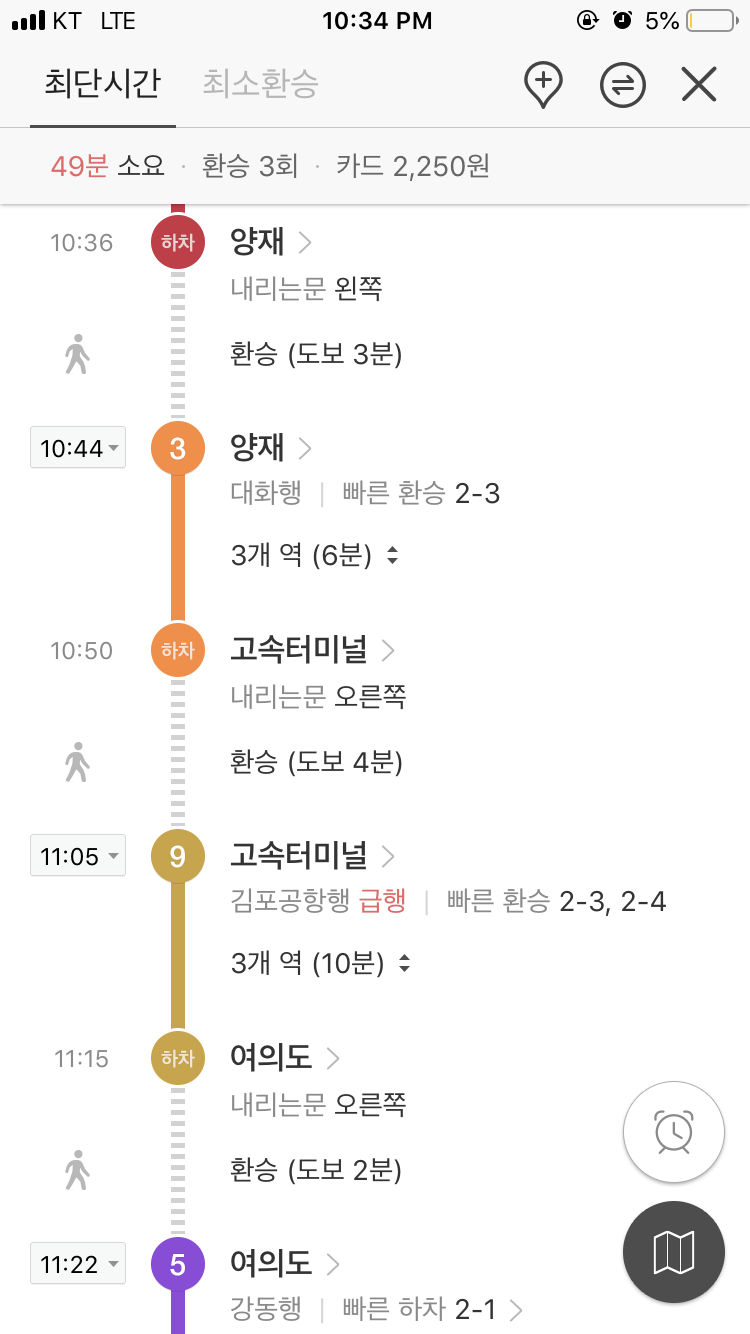 KT LTE 10:34 PM 5%
최단시간 최소환승
49분 소요 · 환승 3회 · 카드 2,250원
10:36 하차 양재
내리는문 왼쪽
환승 (도보 3분)
10:44 3 양재
대화행 | 빠른 환승 2-3
3개 역 (6분)
10:50 하차 고속터미널
내리는문 오른쪽
환승 (도보 4분)
11:05 9 고속터미널
김포공항행 급행 | 빠른 환승 2-3, 2-4
3개 역 (10분)
11:15 하차 여의도
내리는문 오른쪽
환승 (도보 2분)
11:22 5 여의도
강동행 | 빠른 하차 2-1